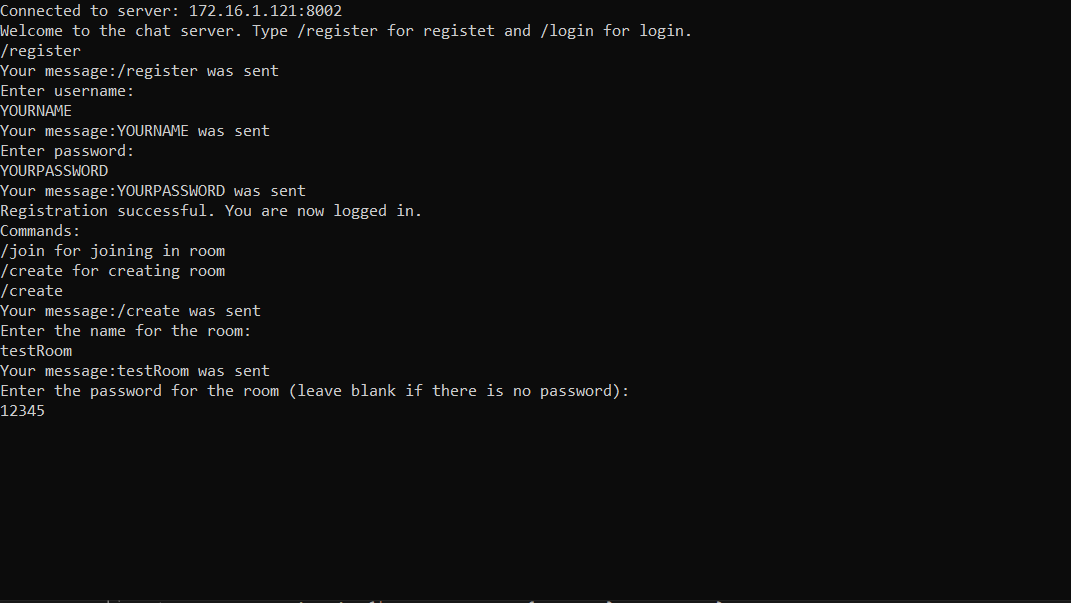 Connected to server: 172.16.1.121:8002
Welcome to the chat server. Type /register for registet and /login for login.
/register
Your message:/register was sent
Enter username:
YOURNAME
Your message:YOURNAME was sent
Enter password:
YOURPASSWORD
Your message:YOURPASSWORD was sent
Registration successful. You are now logged in.
Commands:
/join for joining in room
/create for creating room
/create
Your message:/create was sent
Enter the name for the room:
testRoom
Your message:testRoom was sent
Enter the password for the room (leave blank if there is no password):
12345